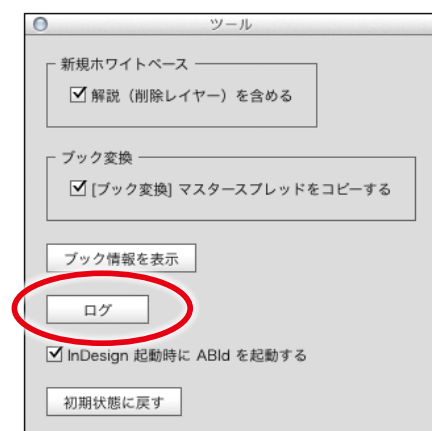 ツール
新規ホワイトベース
解説（削除レイヤー）を含める
ブック変換
[ブック変換] マスタースプレッドをコピーする
ブック情報を表示
ログ
InDesign 起動時に ABId を起動する
初期状態に戻す